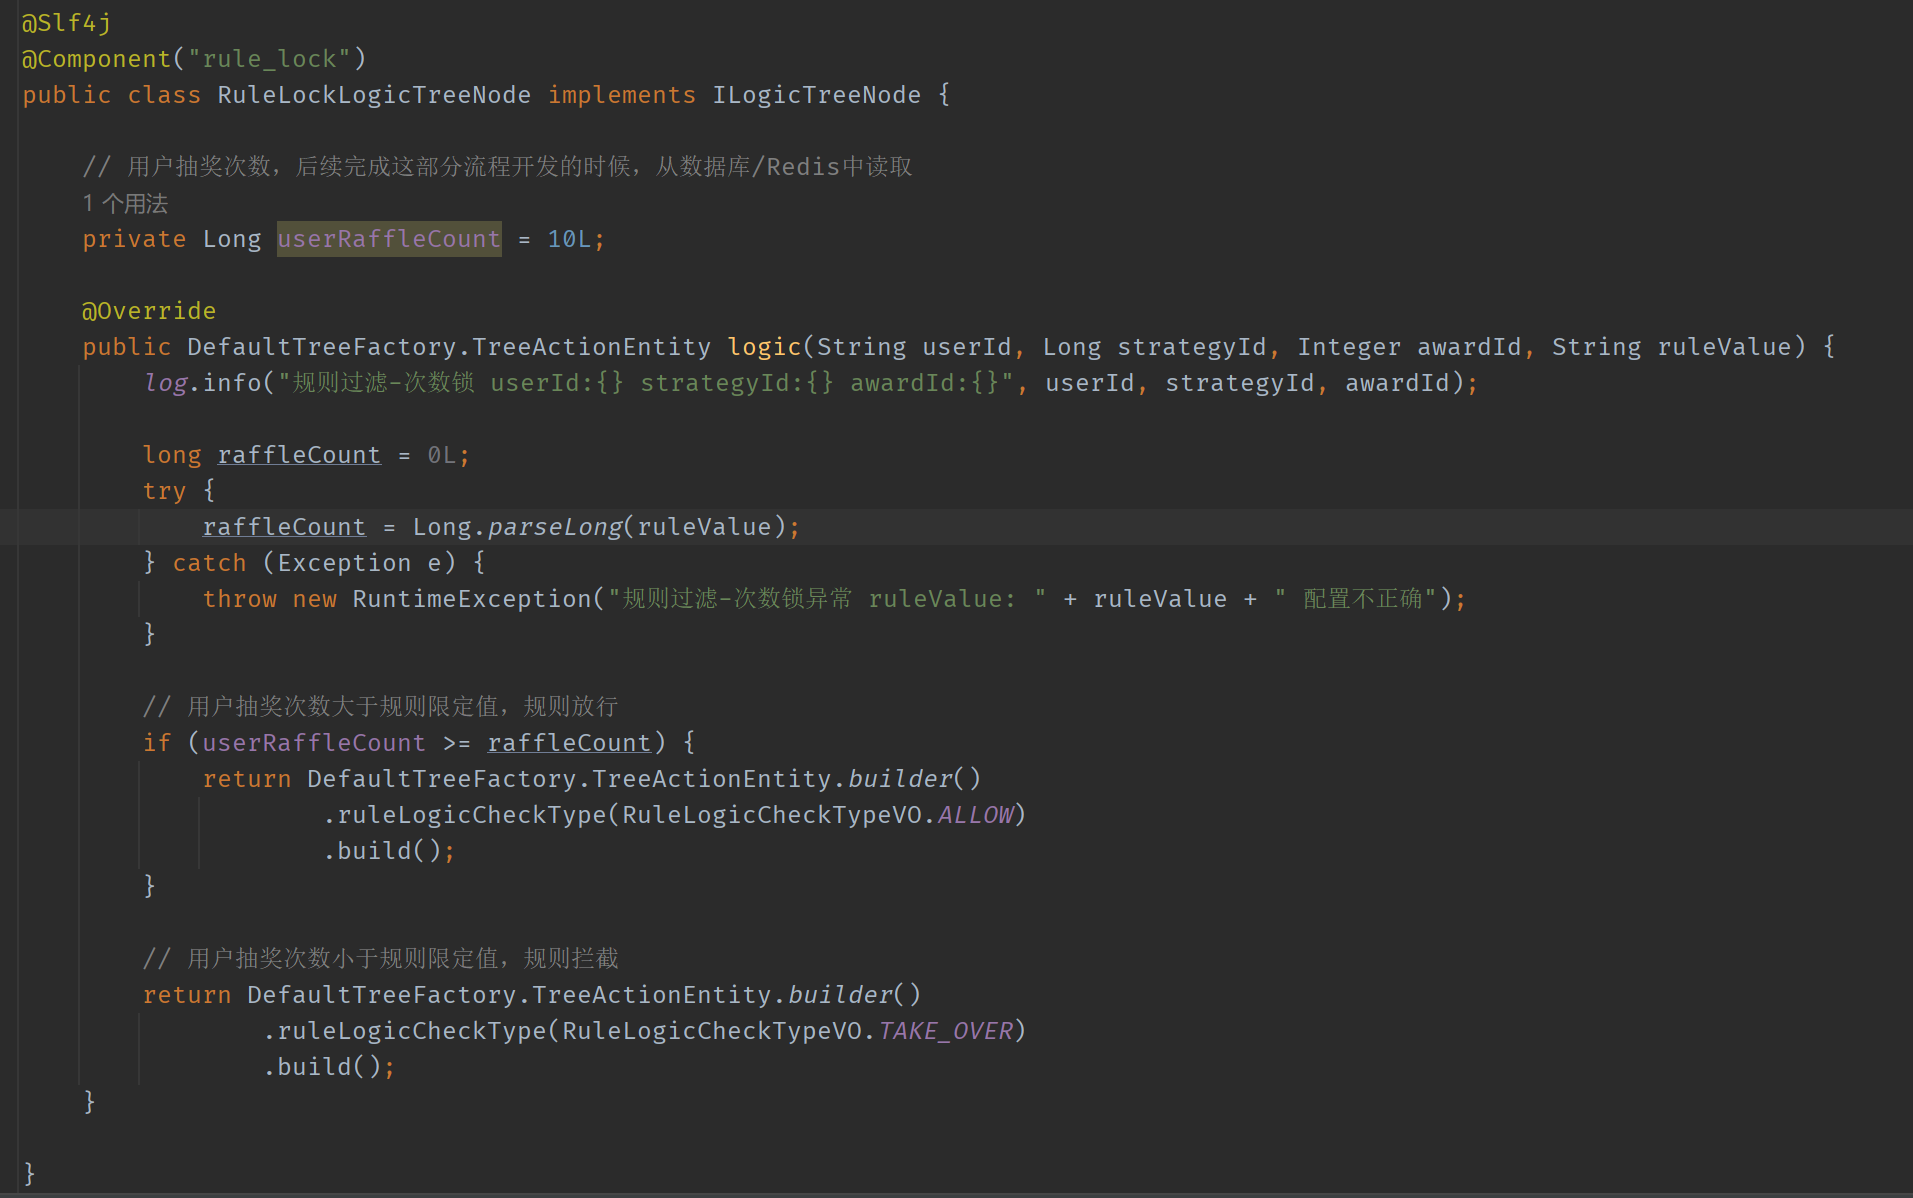 @Slf4j
@Component("rule_lock")
public class RuleLockLogicTreeNode implements ILogicTreeNode {
// 用户抽奖次数，后续完成这部分流程开发的时候，从数据库/Redis中读取
1 个用法
private Long userRaffleCount = 10L;
@Override
public DefaultTreeFactory.TreeActionEntity logic(String userId, Long strategyId, Integer awardId, String ruleValue) {
log.info("规则过滤-次数锁 userId:{} strategyId:{} awardId:{}", userId, strategyId, awardId);
long raffleCount = 0L;
try {
raffleCount = Long.parseLong(ruleValue);
} catch (Exception e) {
throw new RuntimeException("规则过滤-次数锁异常 ruleValue: " + ruleValue + " 配置不正确");
}
// 用户抽奖次数大于规则限定值，规则放行
if (userRaffleCount >= raffleCount) {
return DefaultTreeFactory.TreeActionEntity.builder()
.ruleLogicCheckType(RuleLogicCheckTypeVO.ALLOW)
.build();
}
// 用户抽奖次数小于规则限定值，规则拦截
return DefaultTreeFactory.TreeActionEntity.builder()
.ruleLogicCheckType(RuleLogicCheckTypeVO.TAKE_OVER)
.build();
}
}